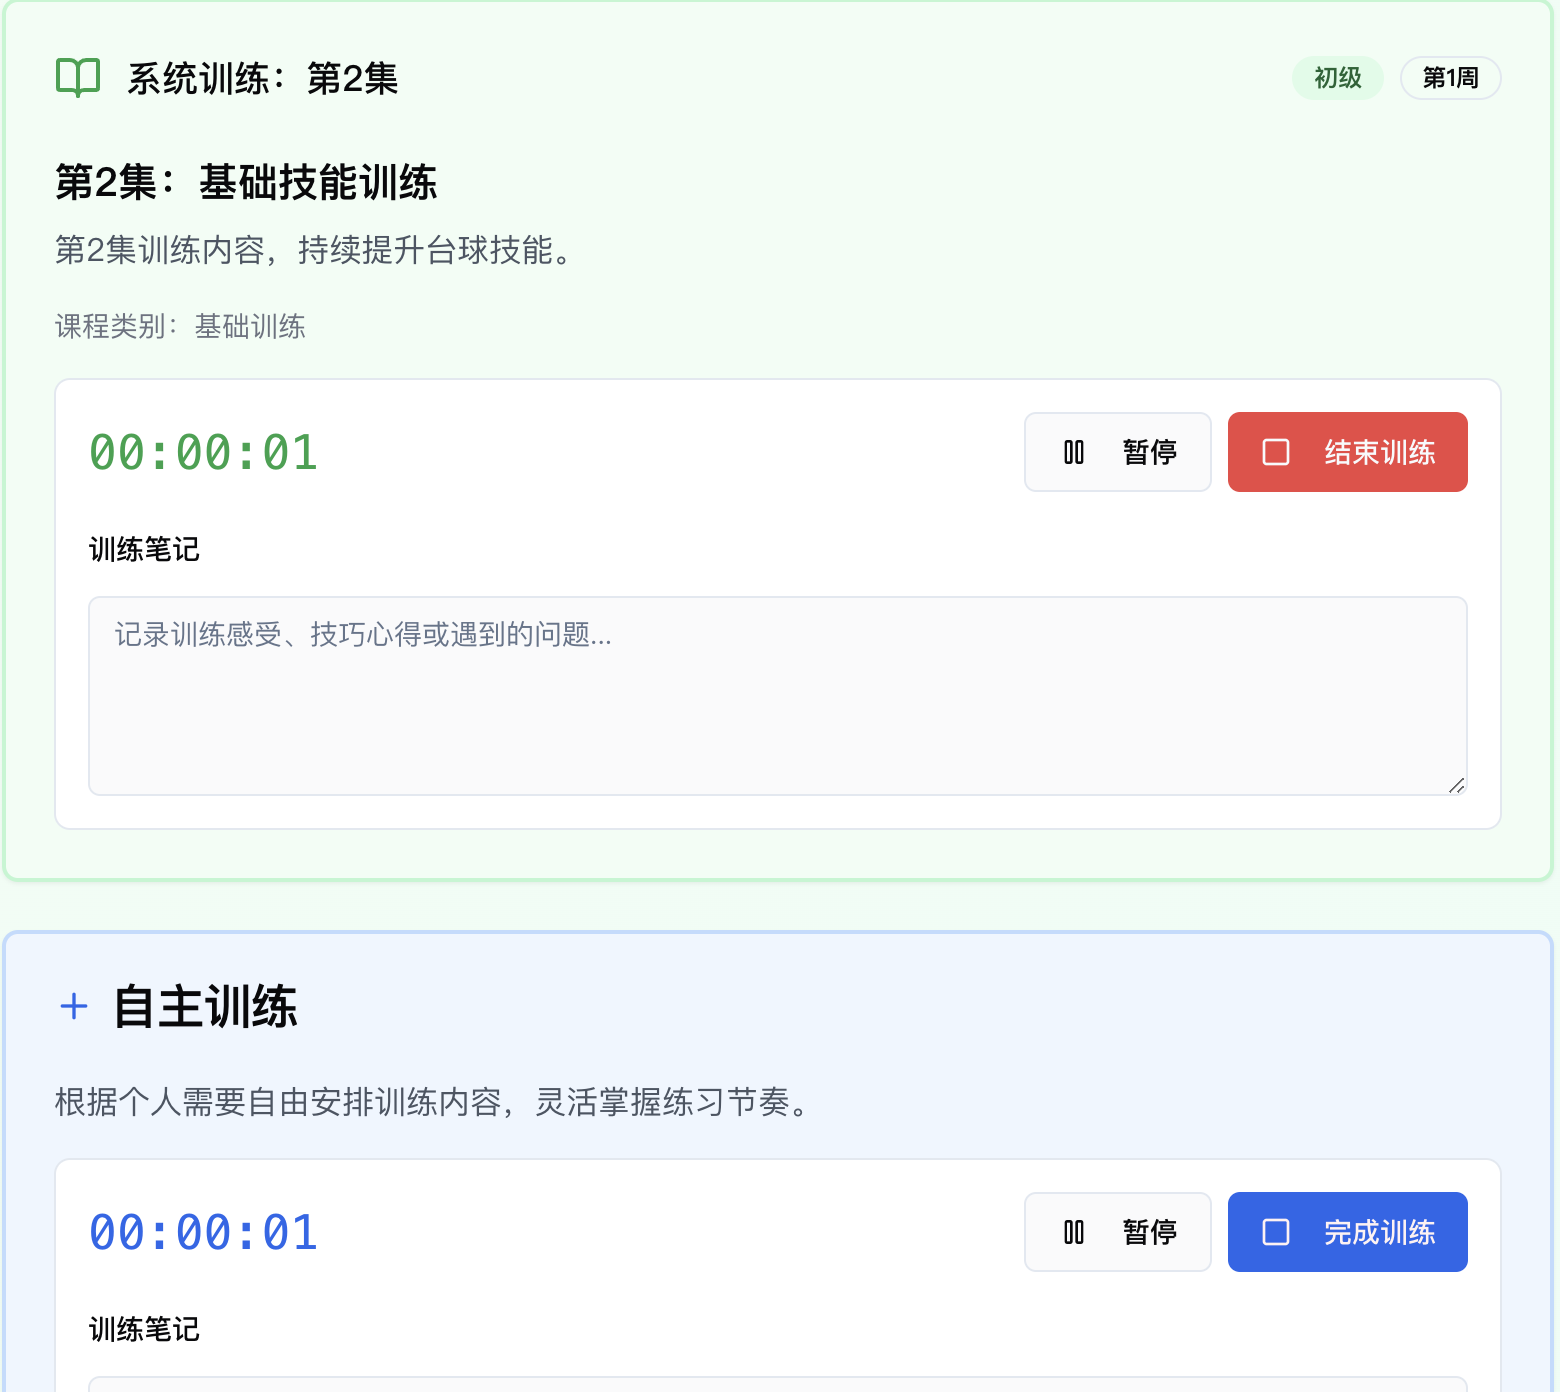 系统训练：第2集
初级
第1周
第2集：基础技能训练
第2集训练内容，持续提升台球技能。
课程类别：基础训练
00:00:01
暂停
结束训练
训练笔记
记录训练感受、技巧心得或遇到的问题...
自主训练
根据个人需要自由安排训练内容，灵活掌握练习节奏。
00:00:01
暂停
完成训练
训练笔记